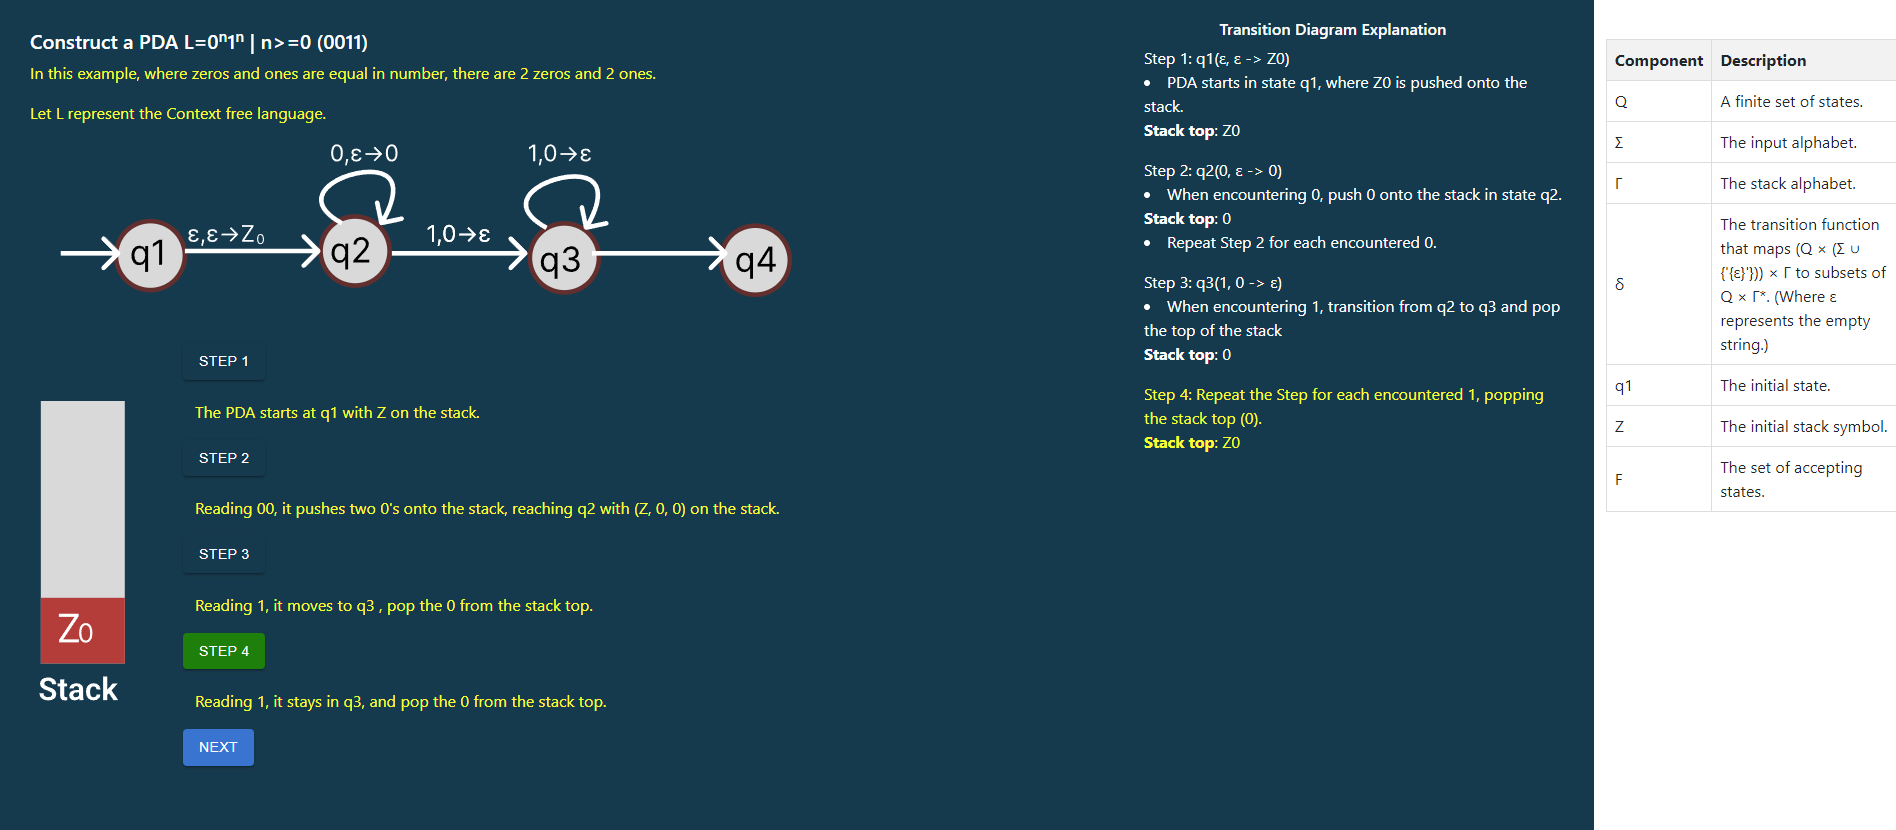 Construct a PDA L=0ⁿ1ⁿ | n>=0 (0011)
In this example, where zeros and ones are equal in number, there are 2 zeros and 2 ones.
Let L represent the Context free language.
0,ε→0
1,0→ε
ε,ε→Z₀
1,0→ε
q1
q2
q3
q4
STEP 1
The PDA starts at q1 with Z on the stack.
STEP 2
Reading 00, it pushes two 0's onto the stack, reaching q2 with (Z, 0, 0) on the stack.
STEP 3
Reading 1, it moves to q3 , pop the 0 from the stack top.
STEP 4
Reading 1, it stays in q3, and pop the 0 from the stack top.
NEXT
Z₀
Stack
Transition Diagram Explanation
Step 1: q1(ε, ε -> Z0)
• PDA starts in state q1, where Z0 is pushed onto the
stack.
Stack top: Z0
Step 2: q2(0, ε -> 0)
• When encountering 0, push 0 onto the stack in state q2.
Stack top: 0
• Repeat Step 2 for each encountered 0.
Step 3: q3(1, 0 -> ε)
• When encountering 1, transition from q2 to q3 and pop
the top of the stack
Stack top: 0
Step 4: Repeat the Step for each encountered 1, popping
the stack top (0).
Stack top: Z0
Component Description
Q A finite set of states.
Σ The input alphabet.
Γ The stack alphabet.
δ The transition function
that maps (Q × (Σ ∪
{'{ε}'})) × Γ to subsets of
Q × Γ*. (Where ε
represents the empty
string.)
q1 The initial state.
Z The initial stack symbol.
F The set of accepting
states.